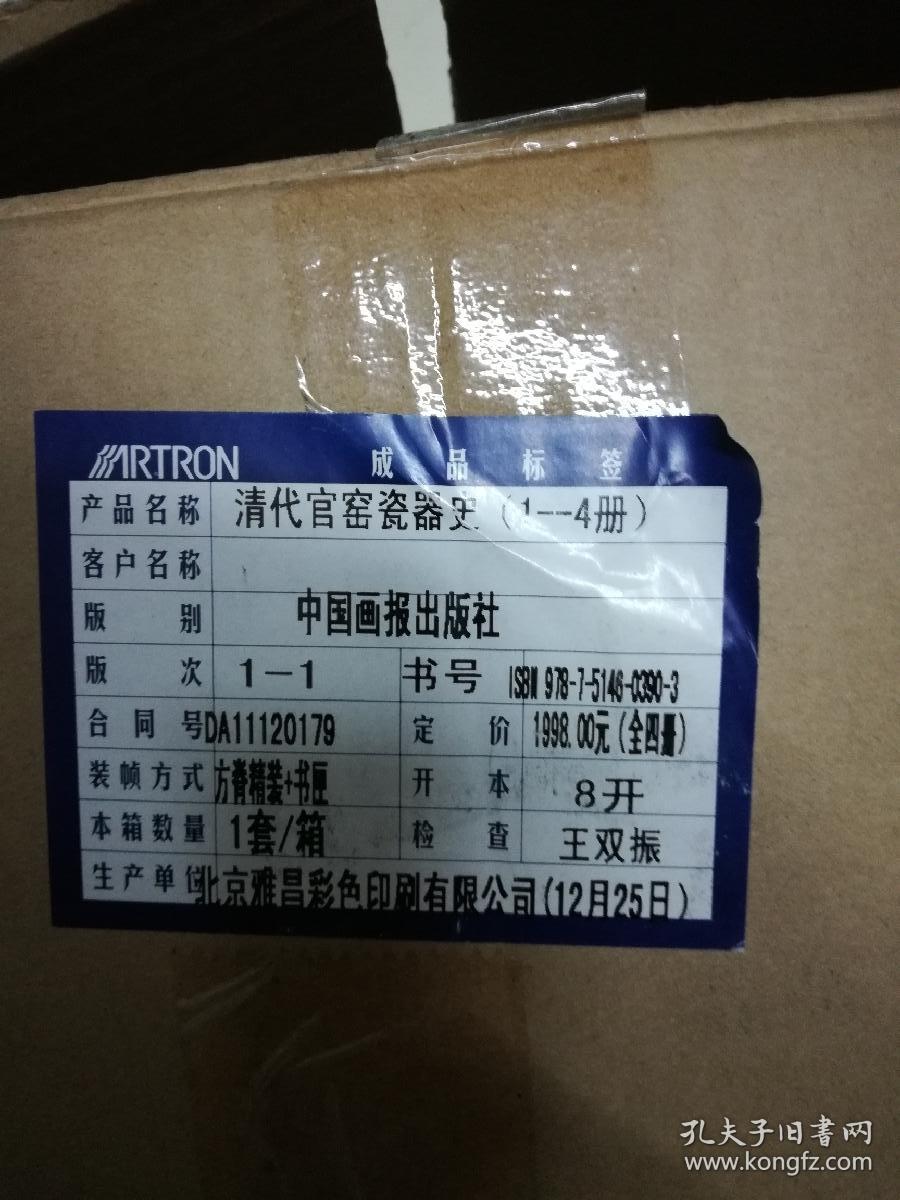 ARTRON 成品标签
产品名称 清代官窑瓷器史（1--4册）
客户名称
版别 中国画报出版社
版次 1-1 书号 ISBN 978-7-5146-0390-3
合同号 DA11120179 定价 1998.00元(全四册)
装帧方式 方脊精装+书匣 开本 8开
本箱数量 1套/箱 检查 王双振
生产单位 北京雅昌彩色印刷有限公司(12月25日)
孔夫子旧書网
www.kongfz.com